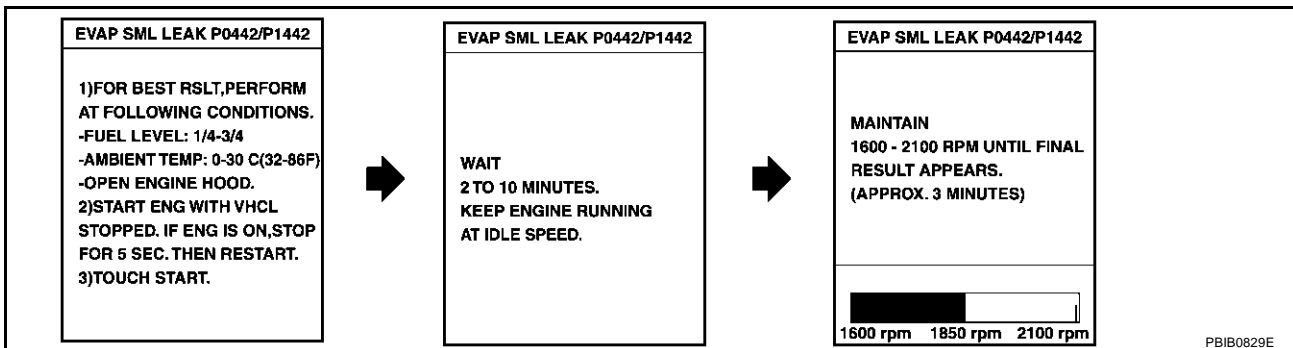 EVAP SML LEAK P0442/P1442
1)FOR BEST RSLT,PERFORM
AT FOLLOWING CONDITIONS.
-FUEL LEVEL: 1/4-3/4
-AMBIENT TEMP: 0-30 C(32-86F)
-OPEN ENGINE HOOD.
2)START ENG WITH VHCL
STOPPED. IF ENG IS ON,STOP
FOR 5 SEC. THEN RESTART.
3)TOUCH START.
EVAP SML LEAK P0442/P1442
WAIT
2 TO 10 MINUTES.
KEEP ENGINE RUNNING
AT IDLE SPEED.
EVAP SML LEAK P0442/P1442
MAINTAIN
1600 - 2100 RPM UNTIL FINAL
RESULT APPEARS.
(APPROX. 3 MINUTES)
1600 rpm 1850 rpm 2100 rpm
PBIB0829E